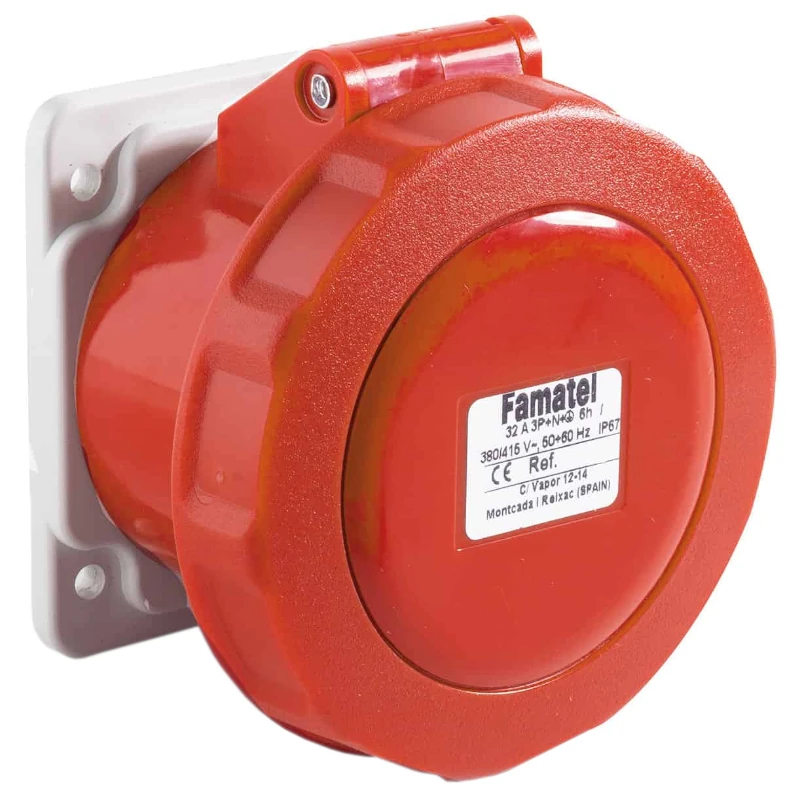 Famatel
32 A 3P+N+⏚ 6h /
380/415 V~, 50+60 Hz IP67
CE Ref.
C/ Vapor 12-14
Montcada i Reixac (SPAIN)